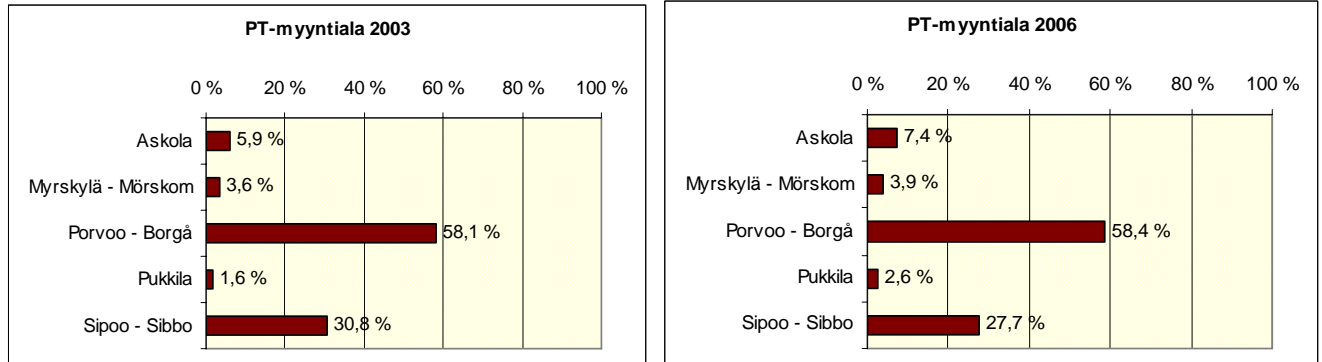 PT-myyntiala 2003
0 % 20 % 40 % 60 % 80 % 100 %
Askola 5,9 %
Myrskylä - Mörskom 3,6 %
Porvoo - Borgå 58,1 %
Pukkila 1,6 %
Sipoo - Sibbo 30,8 %
PT-myyntiala 2006
0 % 20 % 40 % 60 % 80 % 100 %
Askola 7,4 %
Myrskylä - Mörskom 3,9 %
Porvoo - Borgå 58,4 %
Pukkila 2,6 %
Sipoo - Sibbo 27,7 %